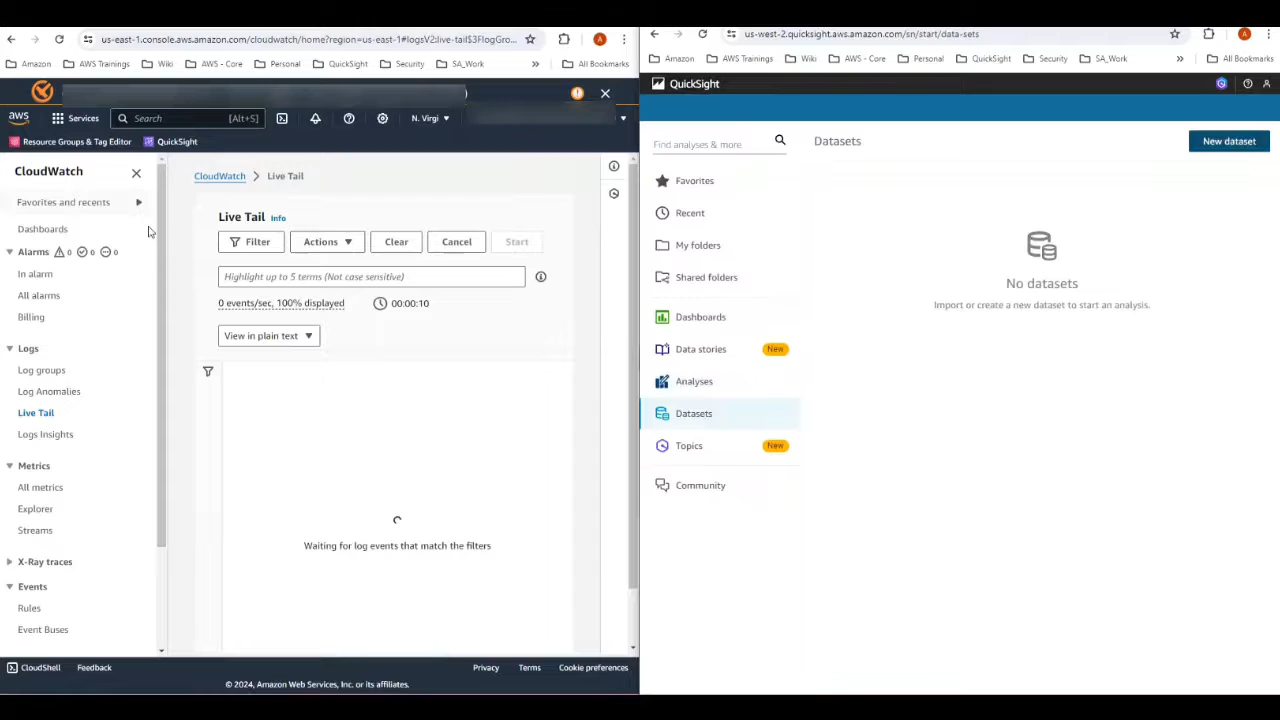 us-east-1.console.aws.amazon.com/cloudwatch/home?region=us-east-1#logsV2:live-tail$3FlogGro...
Amazon
AWS Trainings
Wiki
AWS - Core
Personal
QuickSight
Security
SA_Work
»
All Bookmarks
)
aws
Services
Search
[Alt+S]
N. Virgi
Resource Groups & Tag Editor
QuickSight
CloudWatch
Favorites and recents
Dashboards
Alarms 0 0 0
In alarm
All alarms
Billing
Logs
Log groups
Log Anomalies
Live Tail
Logs Insights
Metrics
All metrics
Explorer
Streams
X-Ray traces
Events
Rules
Event Buses
CloudWatch > Live Tail
Live Tail Info
Filter
Actions
Clear
Cancel
Start
Highlight up to 5 terms (Not case sensitive)
0 events/sec, 100% displayed
00:00:10
View in plain text
Waiting for log events that match the filters
CloudShell
Feedback
Privacy
Terms
Cookie preferences
© 2024, Amazon Web Services, Inc. or its affiliates.
us-west-2.quicksight.aws.amazon.com/sn/start/data-sets
A
Amazon
AWS Trainings
Wiki
AWS - Core
Personal
QuickSight
Security
SA_Work
»
All Bookmarks
QuickSight
Find analyses & more
Favorites
Recent
My folders
Shared folders
Dashboards
Data stories New
Analyses
Datasets
Topics New
Community
Datasets
New dataset
No datasets
Import or create a new dataset to start an analysis.